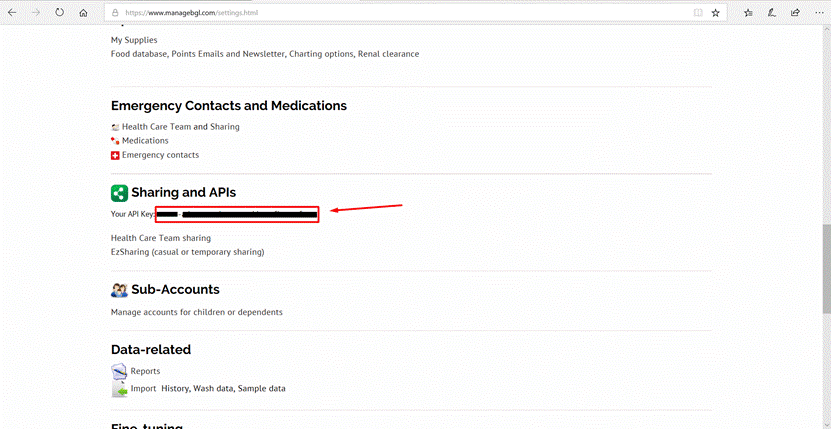 https://www.managebgl.com/settings.html
My Supplies
Food database, Points Emails and Newsletter, Charting options, Renal clearance
Emergency Contacts and Medications
Health Care Team and Sharing
Medications
Emergency contacts
Sharing and APIs
Your API Key:
Health Care Team sharing
EzSharing (casual or temporary sharing)
Sub-Accounts
Manage accounts for children or dependents
Data-related
Reports
Import History, Wash data, Sample data
Fine-tuning